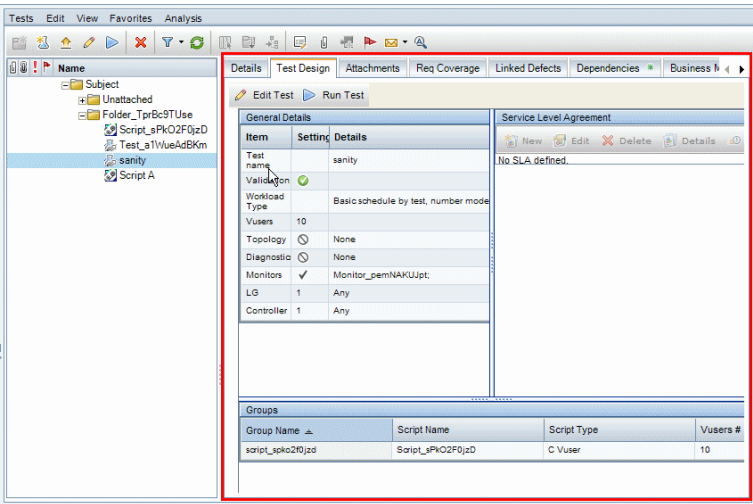 Tests Edit View Favorites Analysis
Name
Subject
Unattached
Folder_TprBc9TUse
Script_sPkO2F0jzD
Test_a1WueAdBKm
sanity
Script A
Details Test Design Attachments Req Coverage Linked Defects Dependencies * Business M
Edit Test Run Test
General Details
Item Setting Details
Test name sanity
Validation
Workload Type Basic schedule by test, number mode
Vusers 10
Topology None
Diagnostic None
Monitors Monitor_pemNAKUJpt;
LG 1 Any
Controller 1 Any
Service Level Agreement
New Edit Delete Details
No SLA defined.
Groups
Group Name Script Name Script Type Vusers #
script_spko2f0jzd Script_sPkO2F0jzD C Vuser 10